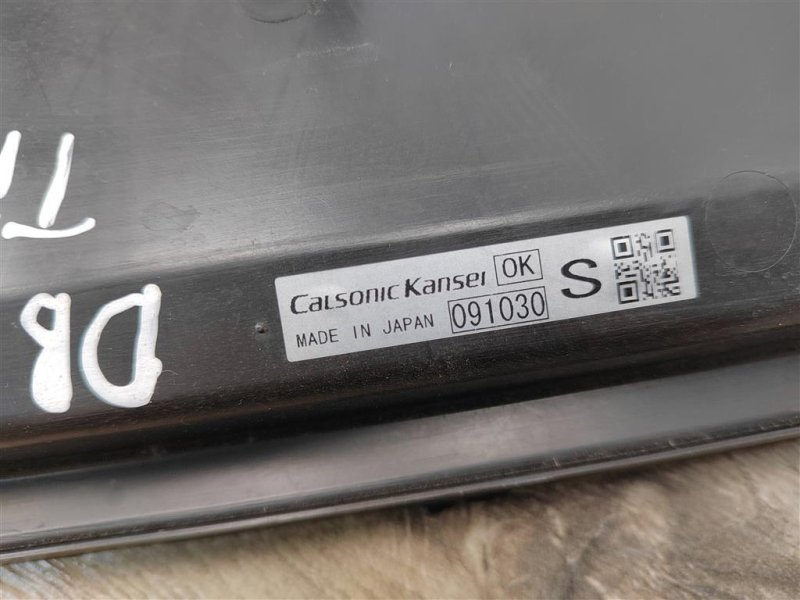 Calsonic Kansei OK
MADE IN JAPAN 091030 S
DB